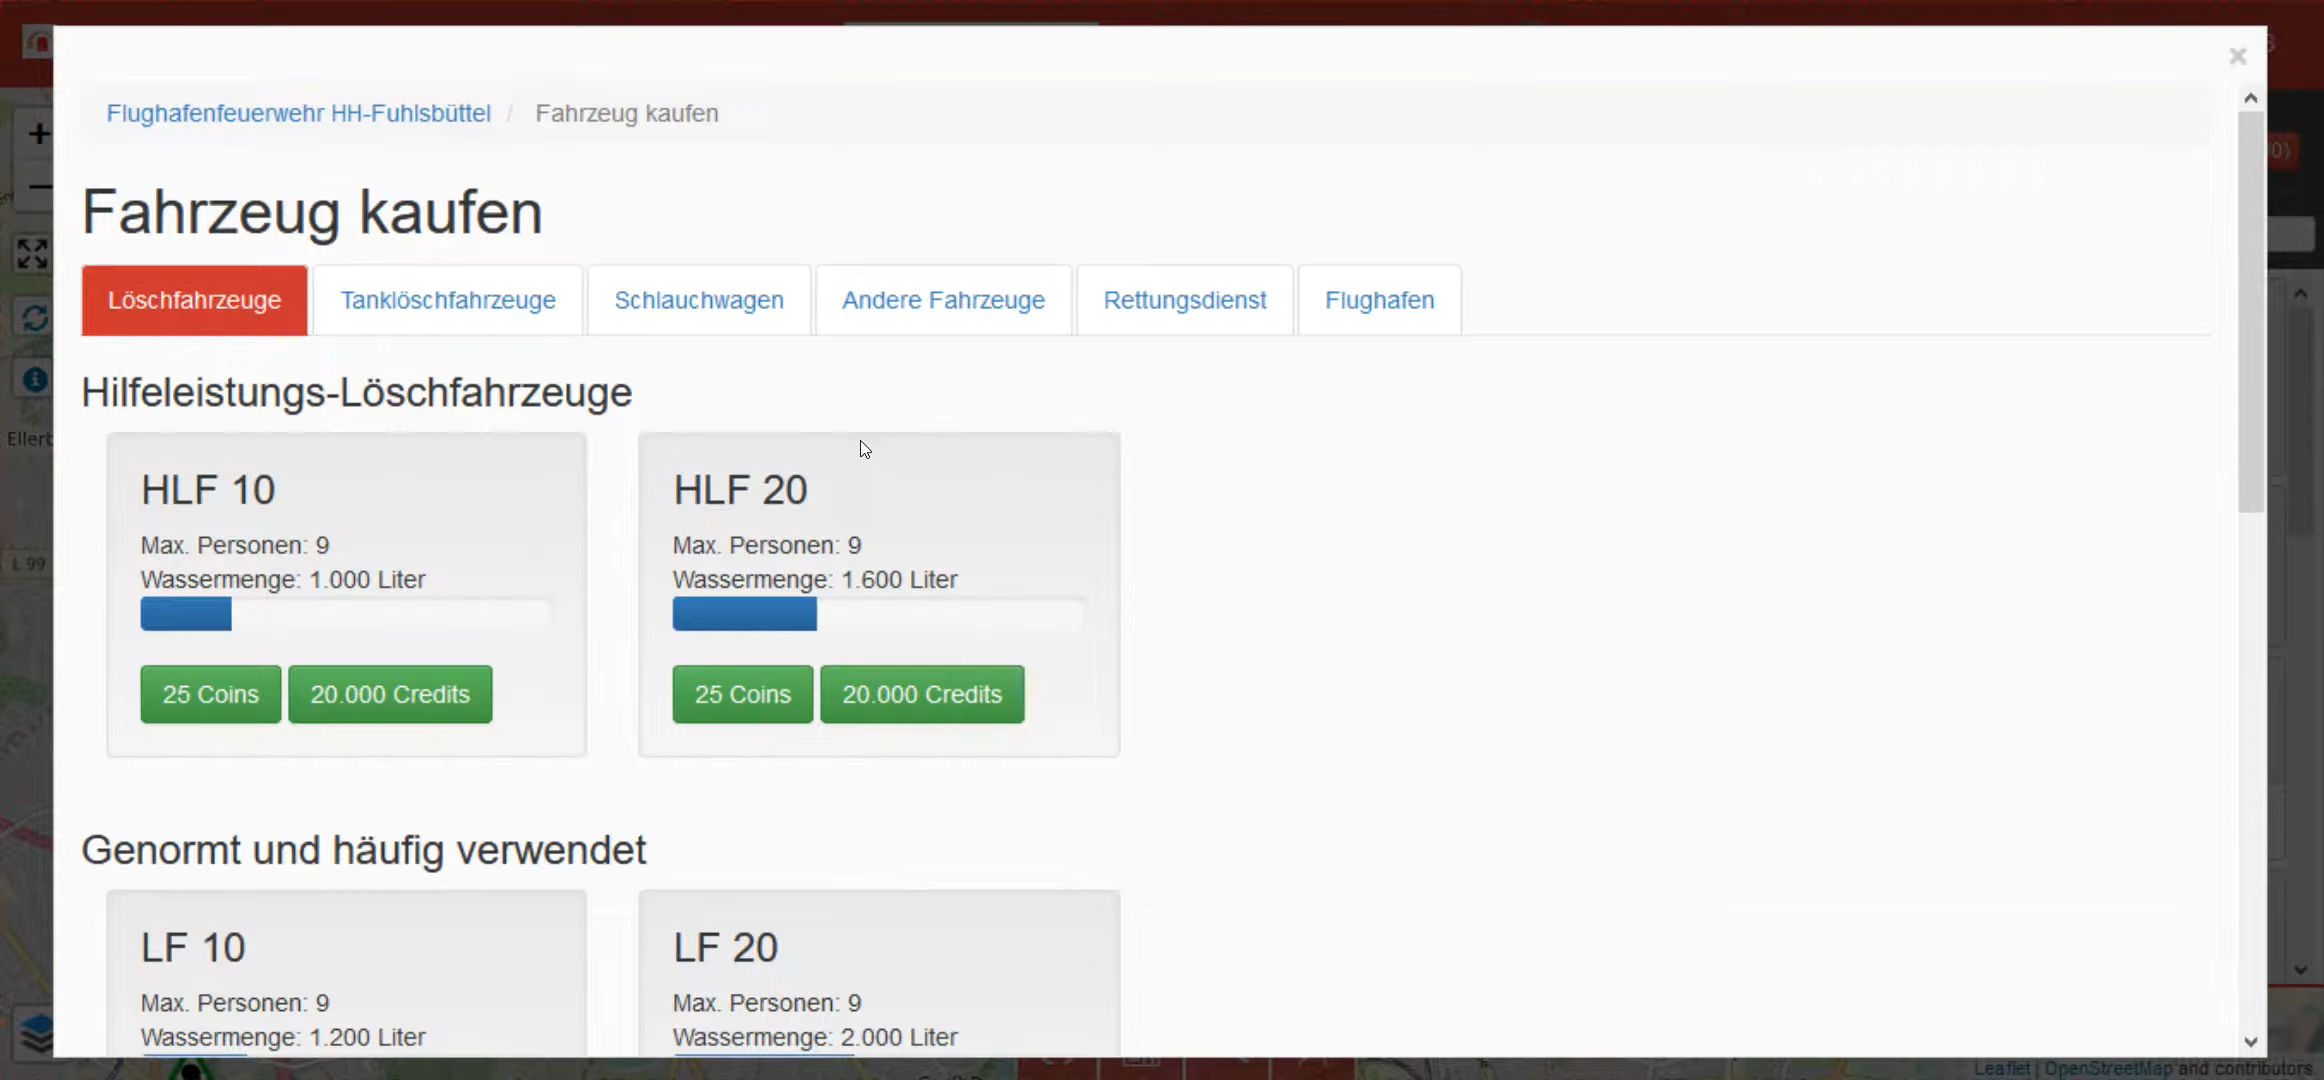 Flughafenfeuerwehr HH-Fuhlsbüttel / Fahrzeug kaufen
Fahrzeug kaufen
Löschfahrzeuge Tanklöschfahrzeuge Schlauchwagen Andere Fahrzeuge Rettungsdienst Flughafen
Hilfeleistungs-Löschfahrzeuge
HLF 10
Max. Personen: 9
Wassermenge: 1.000 Liter
25 Coins 20.000 Credits
HLF 20
Max. Personen: 9
Wassermenge: 1.600 Liter
25 Coins 20.000 Credits
Genormt und häufig verwendet
LF 10
Max. Personen: 9
Wassermenge: 1.200 Liter
LF 20
Max. Personen: 9
Wassermenge: 2.000 Liter
L 99
Leaflet | OpenStreetMap and contributors